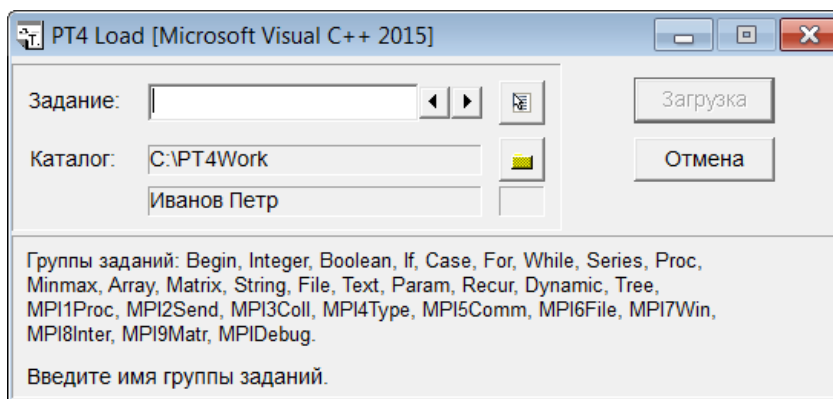 PT4 Load [Microsoft Visual C++ 2015]
Задание:
Загрузка
Каталог:
C:\PT4Work
Отмена
Иванов Петр
Группы заданий: Begin, Integer, Boolean, If, Case, For, While, Series, Proc,
Minmax, Array, Matrix, String, File, Text, Param, Recur, Dynamic, Tree,
MPI1Proc, MPI2Send, MPI3Coll, MPI4Type, MPI5Comm, MPI6File, MPI7Win,
MPI8Inter, MPI9Matr, MPIDebug.
Введите имя группы заданий.